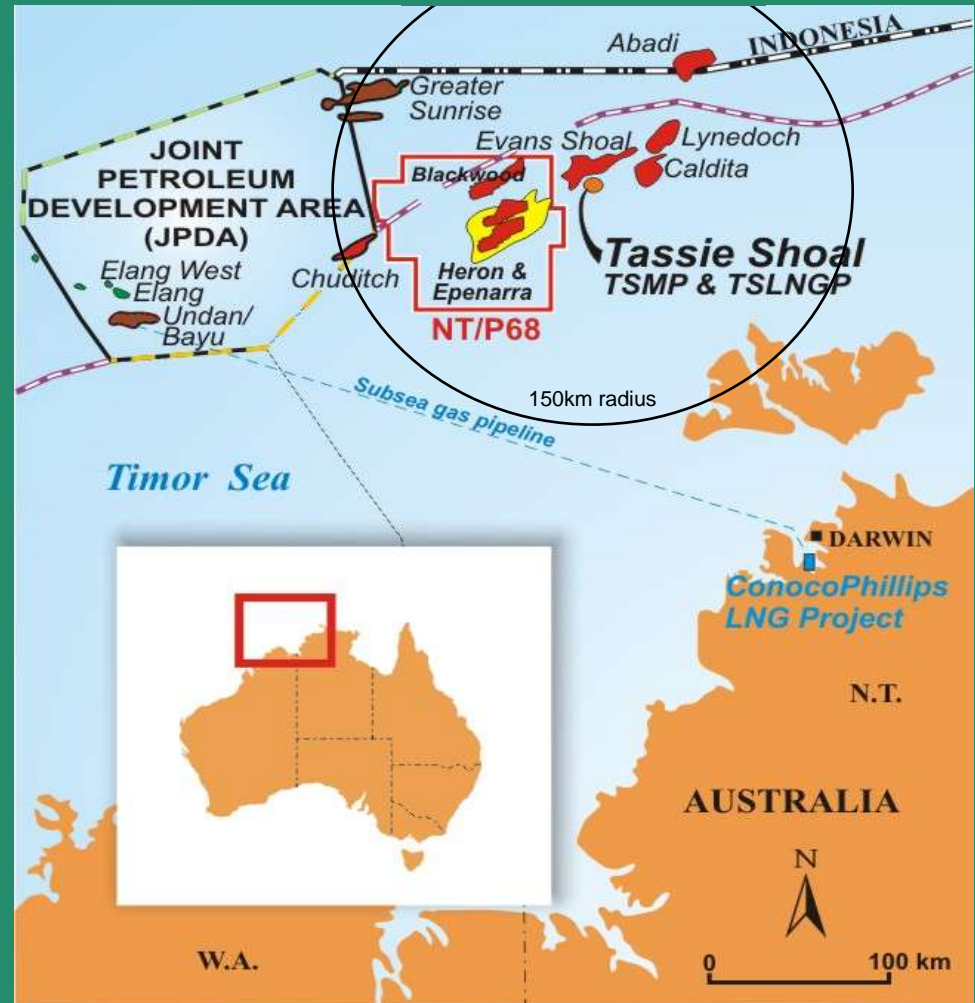 Abadi
INDONESIA
Greater
Sunrise
Evans Shoal
Lynedoch
Caldita
Blackwood
JOINT
PETROLEUM
DEVELOPMENT AREA
(JPDA)
Elang West
Elang
Undan/
Bayu
Chuditch
Heron &
Epenarra
NT/P68
Tassie Shoal
TSMP & TSLNGP
150km radius
Subsea gas pipeline
Timor Sea
DARWIN
ConocoPhillips
LNG Project
N.T.
AUSTRALIA
N
W.A.
0 100 km